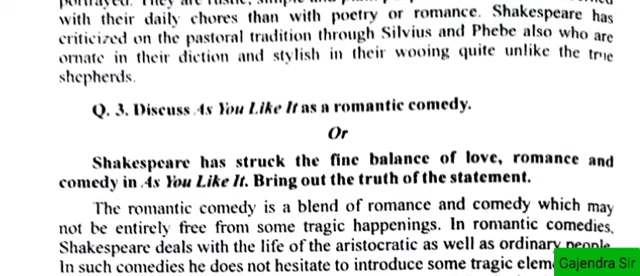 They are rustic, simple and
with their daily chores than with poetry or romance. Shakespeare has
criticized on the pastoral tradition through Silvius and Phebe also who are
ornate in their diction and stylish in their wooing quite unlike the true
shepherds.
Q. 3. Discuss As You Like It as a romantic comedy.
Or
Shakespeare has struck the fine balance of love, romance and
comedy in As You Like It. Bring out the truth of the statement.
The romantic comedy is a blend of romance and comedy which may
not be entirely free from some tragic happenings. In romantic comedies,
Shakespeare deals with the life of the aristocratic as well as ordinary people.
In such comedies he does not hesitate to introduce some tragic
Gajendra Sir